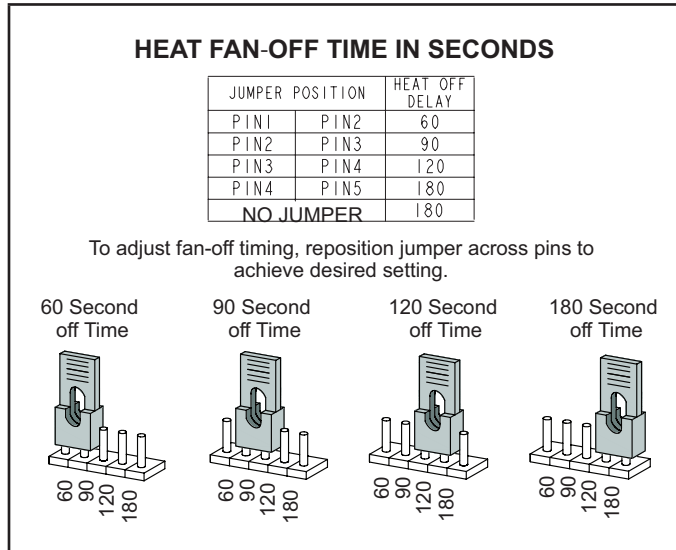 HEAT FAN-OFF TIME IN SECONDS
JUMPER POSITION HEAT OFF DELAY
PIN1 PIN2 60
PIN2 PIN3 90
PIN3 PIN4 120
PIN4 PIN5 180
NO JUMPER 180
To adjust fan-off timing, reposition jumper across pins to
achieve desired setting.
60 Second
off Time
90 Second
off Time
120 Second
off Time
180 Second
off Time
60
90
120
180
60
90
120
180
60
90
120
180
60
90
120
180